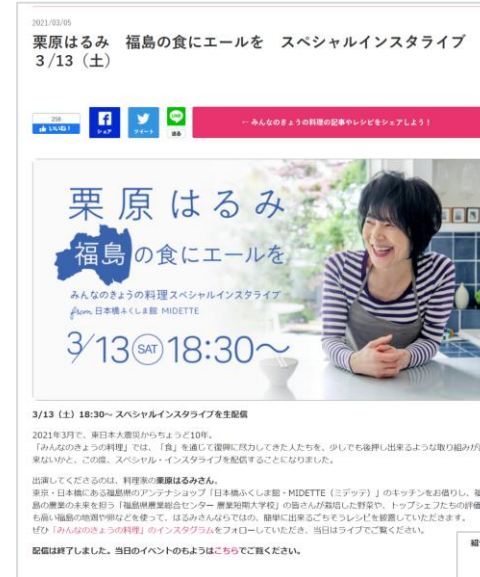 2021/03/05
栗原はるみ　福島の食にエールを　スペシャルインスタライブ
３/13（土）
258
いいね！
シェア
ツイート
LINE
送る
← みんなのきょうの料理の記事やレシピをシェアしよう！
栗原はるみ
福島の食にエールを
みんなのきょうの料理スペシャルインスタライブ
from 日本橋ふくしま館 MIDETTE
3/13 SAT 18:30～
3/13（土）18:30～ スペシャルインスタライブを生配信
2021年3月で、東日本大震災からちょうど10年。
「みんなのきょうの料理」では、「食」を通じて復興に尽力してきた人たちを、少しでも後押し出来るような取り組みが出
来ないかと、この度、スペシャル・インスタライブを配信することになりました。
出演してくださるのは、料理家の栗原はるみさん。
東京・日本橋にある福島県のアンテナショップ「日本橋ふくしま館・MIDETTE（ミデッテ）」のキッチンをお借りし、福
島の農業の未来を担う「福島県農業総合センター 農業短期大学校」の皆さんが栽培した野菜や、トップシェフたちの評価
も高い福島の地鶏や卵などを使って、はるみさんならではの、簡単に出来るごちそうレシピを披露していただきます。
ぜひ「みんなのきょうの料理」のインスタグラムをフォローしていただき、当日はライブでご覧ください。
配信は終了しました。当日のイベントのもようはこちらでご覧ください。